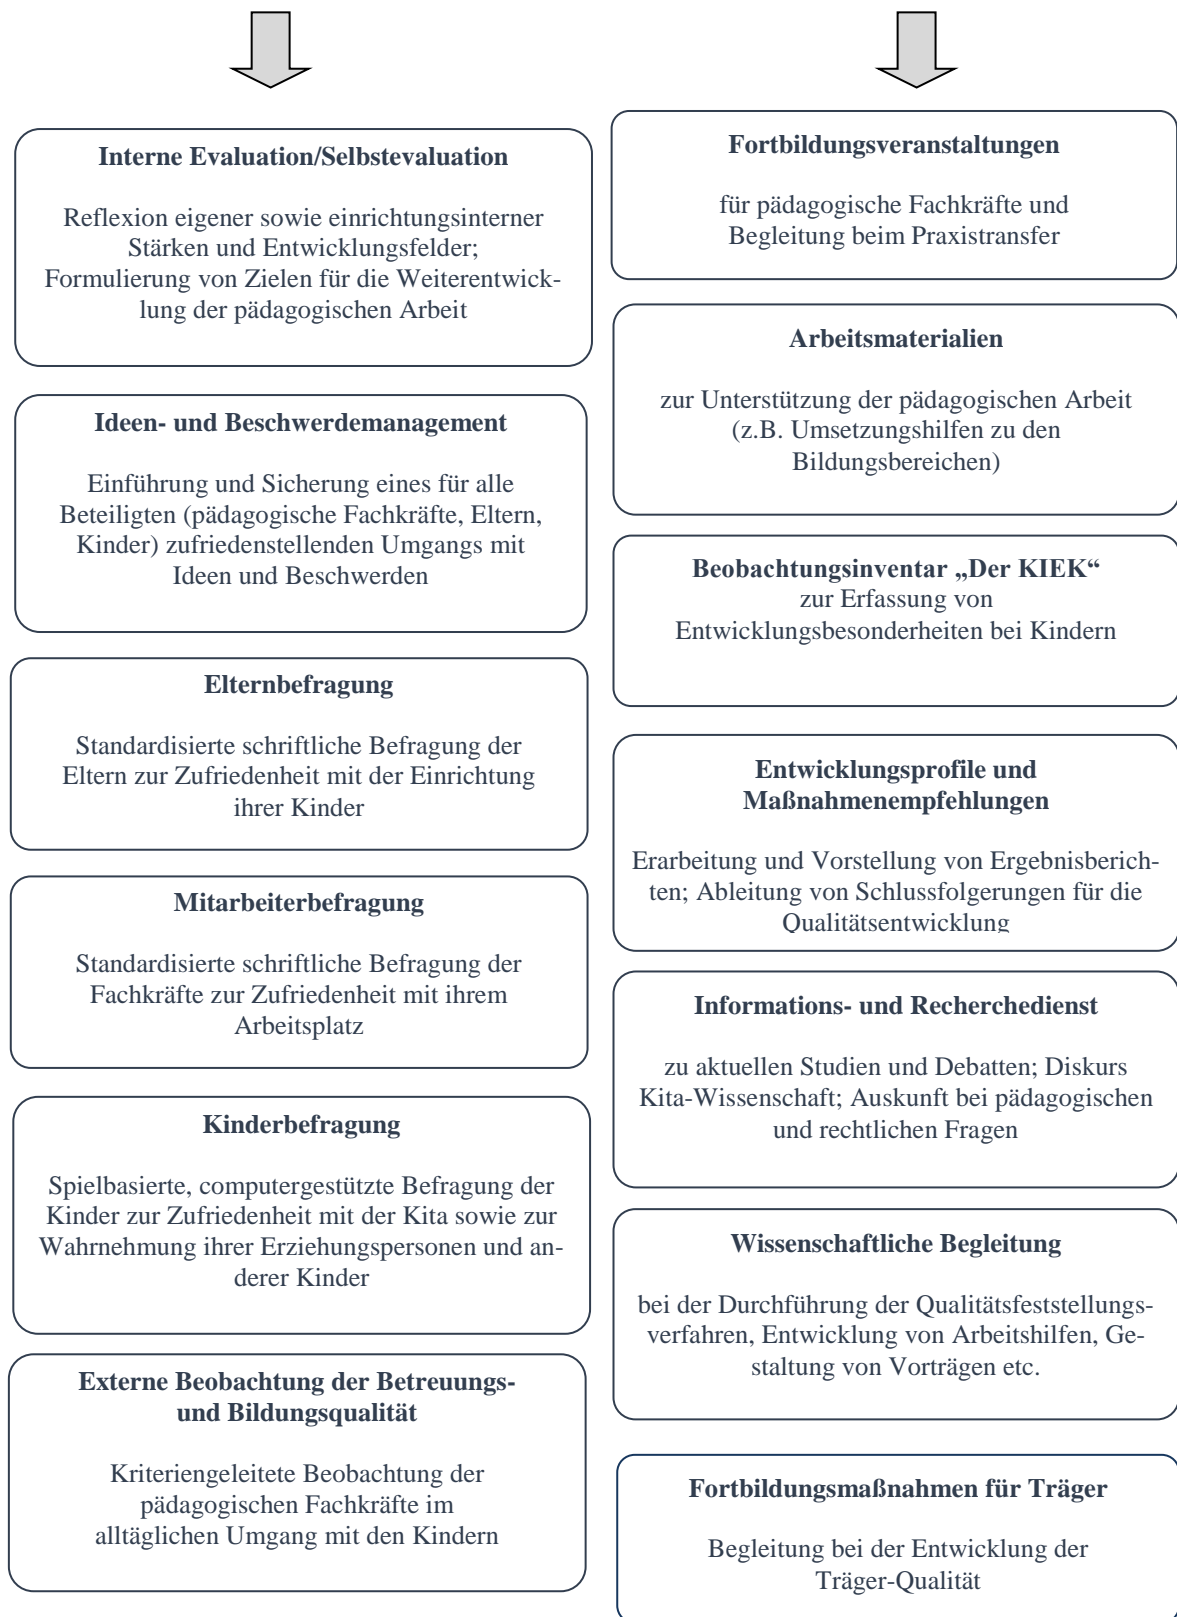 Interne Evaluation/Selbstevaluation
Reflexion eigener sowie einrichtungsinterner
Stärken und Entwicklungsfelder;
Formulierung von Zielen für die Weiterentwick-
lung der pädagogischen Arbeit
Ideen- und Beschwerdemanagement
Einführung und Sicherung eines für alle
Beteiligten (pädagogische Fachkräfte, Eltern,
Kinder) zufriedenstellenden Umgangs mit
Ideen und Beschwerden
Elternbefragung
Standardisierte schriftliche Befragung der
Eltern zur Zufriedenheit mit der Einrichtung
ihrer Kinder
Mitarbeiterbefragung
Standardisierte schriftliche Befragung der
Fachkräfte zur Zufriedenheit mit ihrem
Arbeitsplatz
Kinderbefragung
Spielbasierte, computergestützte Befragung der
Kinder zur Zufriedenheit mit der Kita sowie zur
Wahrnehmung ihrer Erziehungspersonen und an-
derer Kinder
Externe Beobachtung der Betreuungs-
und Bildungsqualität
Kriteriengeleitete Beobachtung der
pädagogischen Fachkräfte im
alltäglichen Umgang mit den Kindern
Fortbildungsveranstaltungen
für pädagogische Fachkräfte und
Begleitung beim Praxistransfer
Arbeitsmaterialien
zur Unterstützung der pädagogischen Arbeit
(z.B. Umsetzungshilfen zu den
Bildungsbereichen)
Beobachtungsinventar „Der KIEK“
zur Erfassung von
Entwicklungsbesonderheiten bei Kindern
Entwicklungsprofile und
Maßnahmenempfehlungen
Erarbeitung und Vorstellung von Ergebnisberich-
ten; Ableitung von Schlussfolgerungen für die
Qualitätsentwicklung
Informations- und Recherchedienst
zu aktuellen Studien und Debatten; Diskurs
Kita-Wissenschaft; Auskunft bei pädagogischen
und rechtlichen Fragen
Wissenschaftliche Begleitung
bei der Durchführung der Qualitätsfeststellungs-
verfahren, Entwicklung von Arbeitshilfen, Ge-
staltung von Vorträgen etc.
Fortbildungsmaßnahmen für Träger
Begleitung bei der Entwicklung der
Träger-Qualität